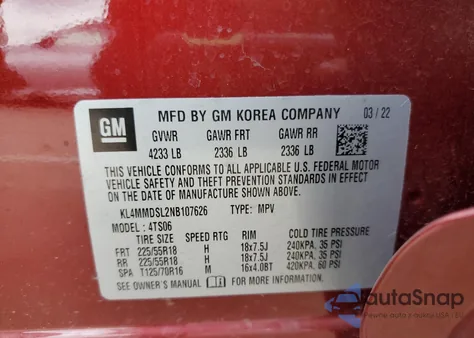 GM
MFD BY GM KOREA COMPANY 03/22
GVWR GAWR FRT GAWR RR
4233 LB 2336 LB 2336 LB
THIS VEHICLE CONFORMS TO ALL APPLICABLE U.S. FEDERAL MOTOR
VEHICLE SAFETY AND THEFT PREVENTION STANDARDS IN EFFECT
ON THE DATE OF MANUFACTURE SHOWN ABOVE.
KL4MMDSL2NB107626 TYPE: MPV
MODEL: 4TS06
TIRE SIZE SPEED RTG RIM COLD TIRE PRESSURE
FRT 225/55R18 H 18x7.5J 240KPA, 35 PSI
RR 225/55R18 H 18x7.5J 240KPA, 35 PSI
SPA T125/70R16 M 16x4.0BT 420KPA, 60 PSI
SEE OWNER'S MANUAL FOR MORE INFORMATION.
autaSnap